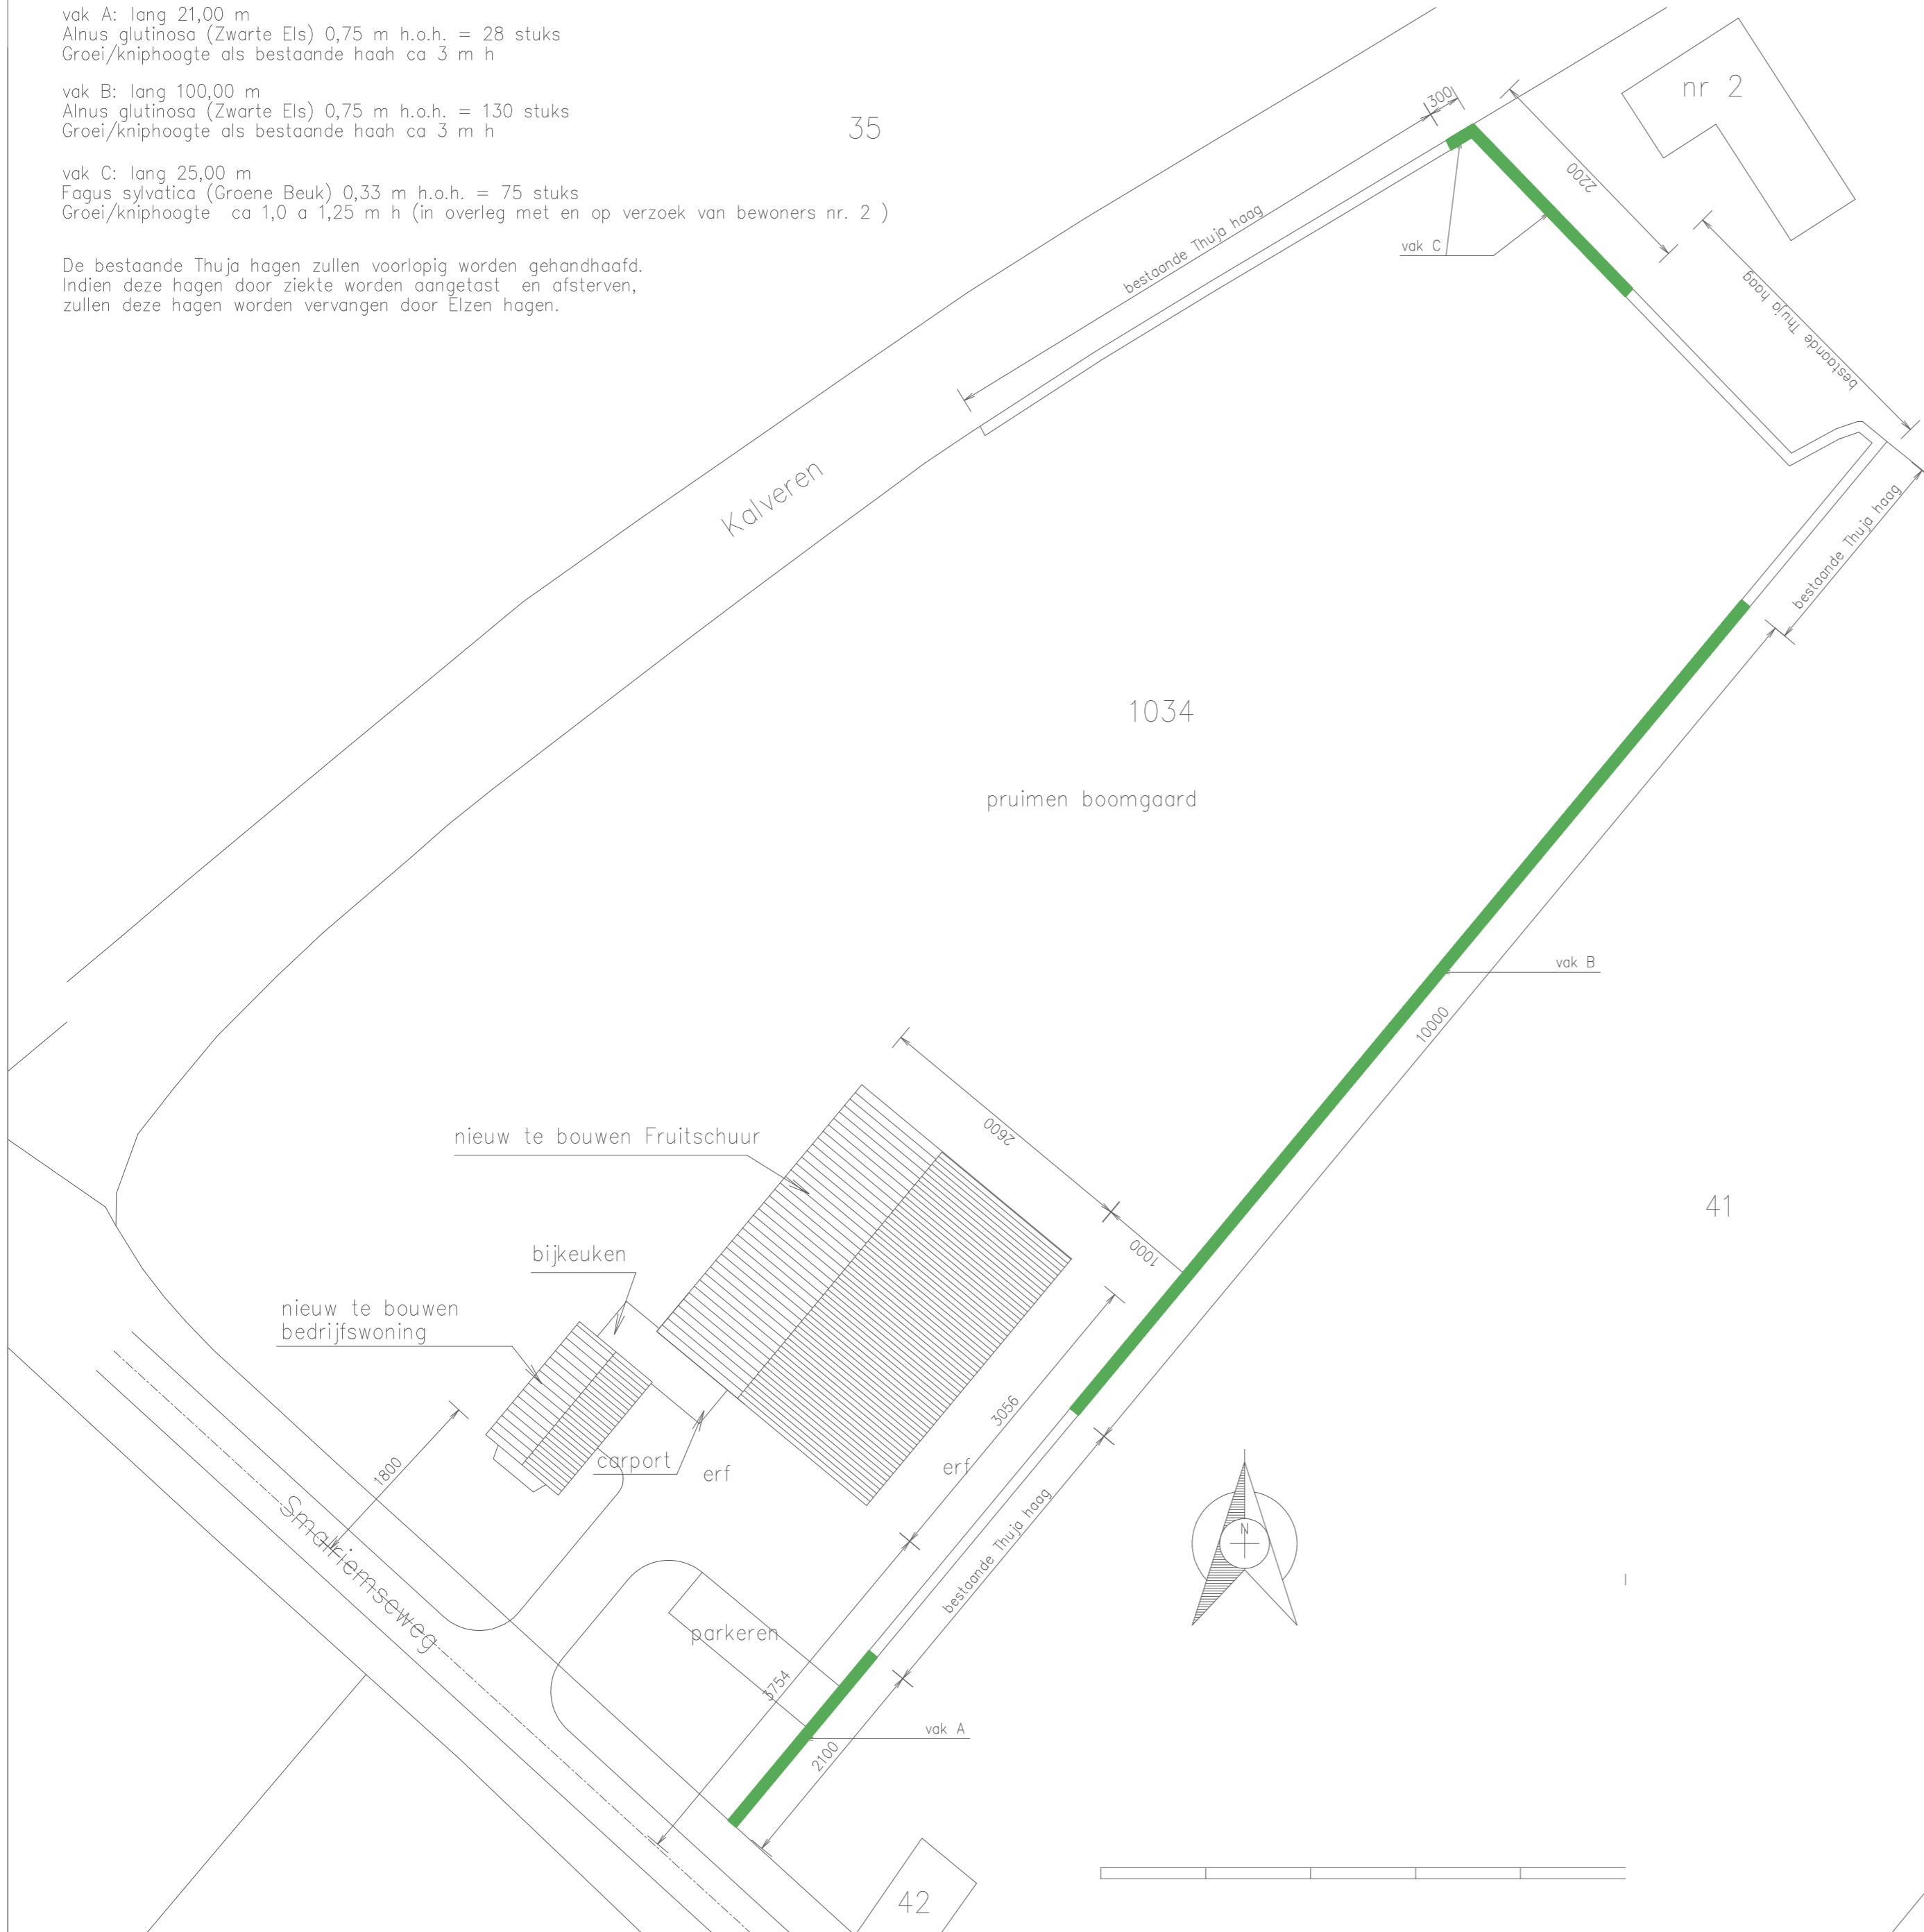 vak A: lang 21,00 m
Alnus glutinosa (Zwarte Els) 0,75 m h.o.h. = 28 stuks
Groei/kniphoogte als bestaande haah ca 3 m h
vak B: lang 100,00 m
Alnus glutinosa (Zwarte Els) 0,75 m h.o.h. = 130 stuks
Groei/kniphoogte als bestaande haah ca 3 m h
vak C: lang 25,00 m
Fagus sylvatica (Groene Beuk) 0,33 m h.o.h. = 75 stuks
Groei/kniphoogte ca 1,0 a 1,25 m h (in overleg met en op verzoek van bewoners nr. 2 )
De bestaande Thuja hagen zullen voorlopig worden gehandhaafd.
Indien deze hagen door ziekte worden aangetast en afsterven,
zullen deze hagen worden vervangen door Elzen hagen.
35
nr 2
300
2200
bestaande Thuja haag
vak C
bestaande Thuja haag
Kalveren
bestaande Thuja haag
1034
pruimen boomgaard
vak B
10000
2600
nieuw te bouwen Fruitschuur
1000
41
bijkeuken
nieuw te bouwen
bedrijfswoning
3056
1800
carport
erf
erf
bestaande Thuja haag
Smalriemseweg
N
parkeren
3754
vak A
2100
42